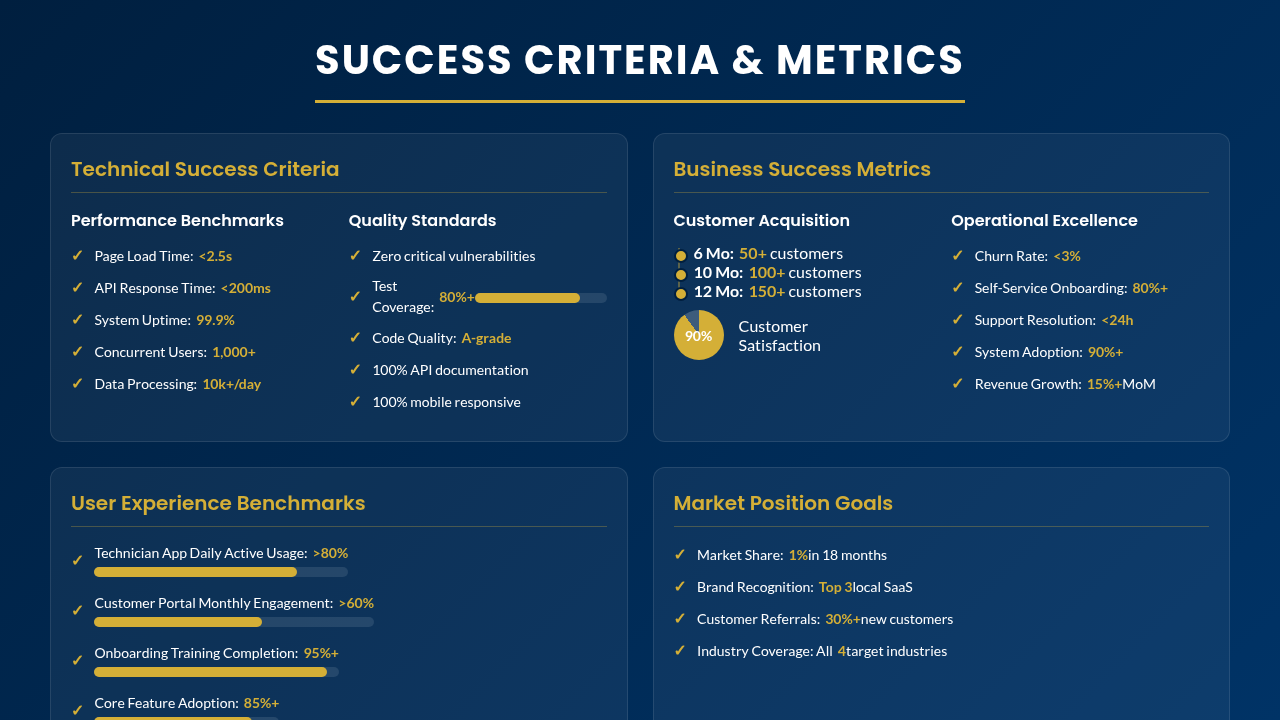 SUCCESS CRITERIA & METRICS
Technical Success Criteria
Performance Benchmarks
✓ Page Load Time: <2.5s
✓ API Response Time: <200ms
✓ System Uptime: 99.9%
✓ Concurrent Users: 1,000+
✓ Data Processing: 10k+/day
Quality Standards
✓ Zero critical vulnerabilities
✓ Test
Coverage: 80%+
✓ Code Quality: A-grade
✓ 100% API documentation
✓ 100% mobile responsive
Business Success Metrics
Customer Acquisition
6 Mo: 50+ customers
10 Mo: 100+ customers
12 Mo: 150+ customers
90%
Customer
Satisfaction
Operational Excellence
✓ Churn Rate: <3%
✓ Self-Service Onboarding: 80%+
✓ Support Resolution: <24h
✓ System Adoption: 90%+
✓ Revenue Growth: 15%+MoM
User Experience Benchmarks
✓ Technician App Daily Active Usage: >80%
✓ Customer Portal Monthly Engagement: >60%
✓ Onboarding Training Completion: 95%+
✓ Core Feature Adoption: 85%+
Market Position Goals
✓ Market Share: 1%in 18 months
✓ Brand Recognition: Top 3local SaaS
✓ Customer Referrals: 30%+new customers
✓ Industry Coverage: All 4target industries